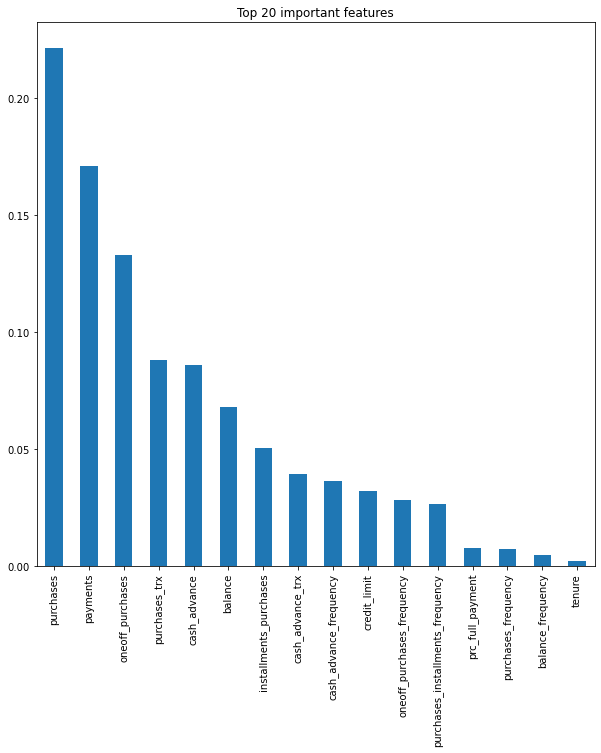 Top 20 important features
0.20
0.15
0.10
0.05
0.00
purchases
payments
oneoff_purchases
purchases_trx
cash_advance
balance
installments_purchases
cash_advance_trx
cash_advance_frequency
credit_limit
oneoff_purchases_frequency
purchases_installments_frequency
prc_full_payment
purchases_frequency
balance_frequency
tenure